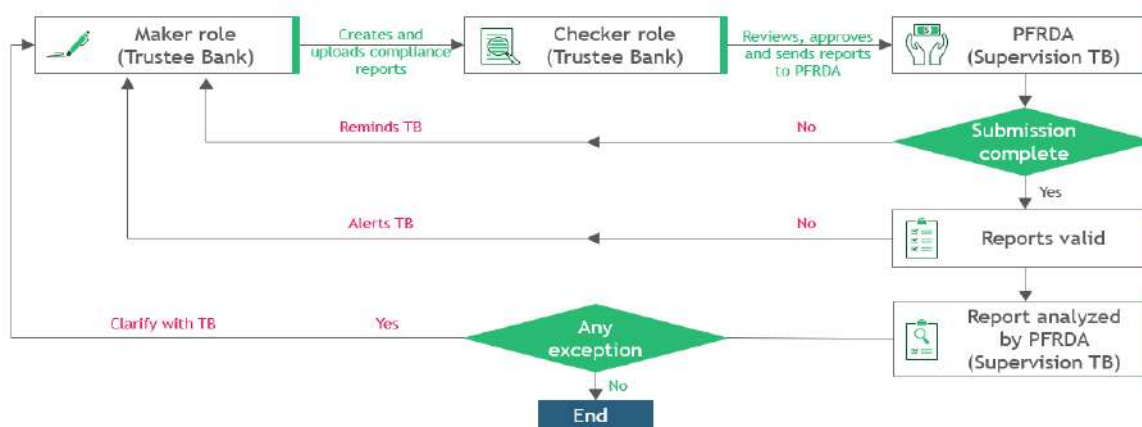 Maker role
(Trustee Bank)
Creates and
uploads compliance
reports
Checker role
(Trustee Bank)
Reviews, approves
and sends reports
to PFRDA
PFRDA
(Supervision TB)
Reminds TB
No
Submission
complete
Yes
Alerts TB
No
Reports valid
Clarify with TB
Yes
Any
exception
Report analyzed
by PFRDA
(Supervision TB)
No
End